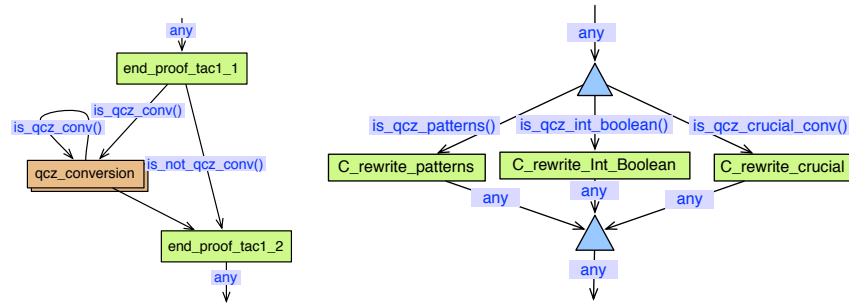 any
end_proof_tac1_1
is_qcz_conv()
is_qcz_conv()
is_not_qcz_conv()
qcz_conversion
end_proof_tac1_2
any
any
is_qcz_patterns()
is_qcz_int_boolean()
is_qcz_crucial_conv()
C_rewrite_patterns
C_rewrite_Int_Boolean
C_rewrite_crucial
any
any
any
any